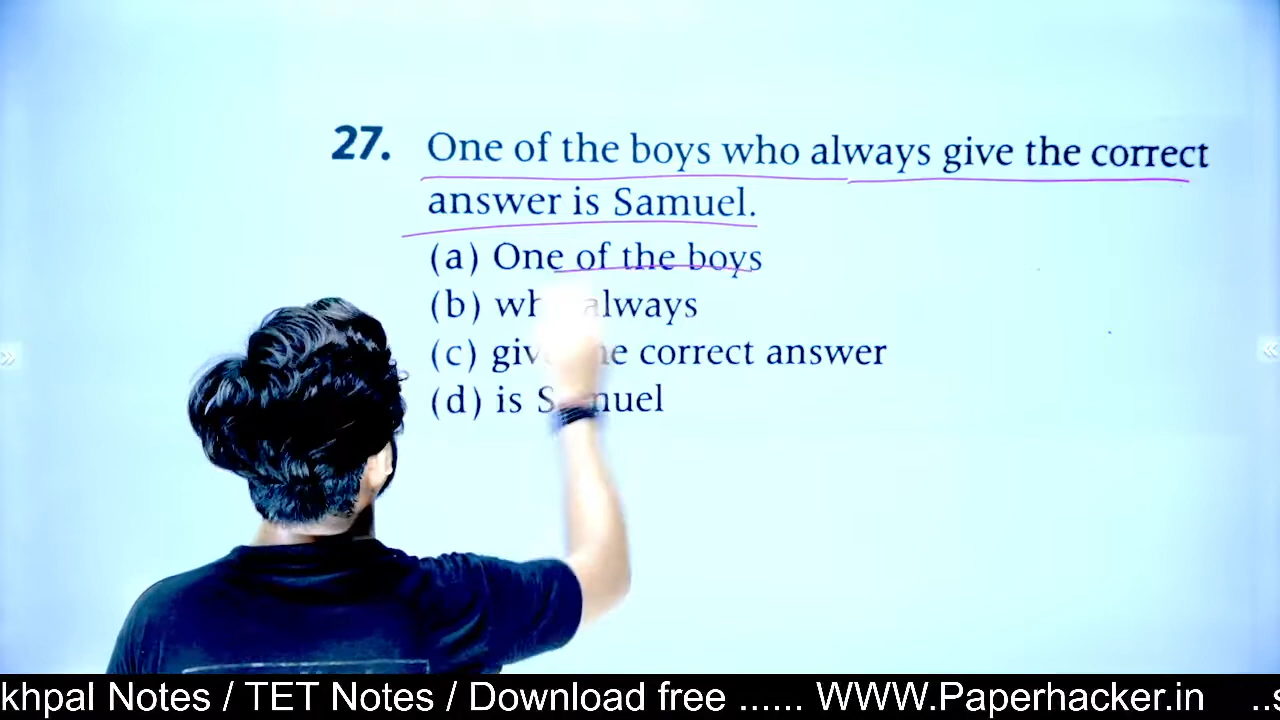 27. One of the boys who always give the correct
answer is Samuel.
(a) One of the boys
(b) always
(c) correct answer
(d) is
khpal Notes / TET Notes / Download free ...... WWW.Paperhacker.in ..s